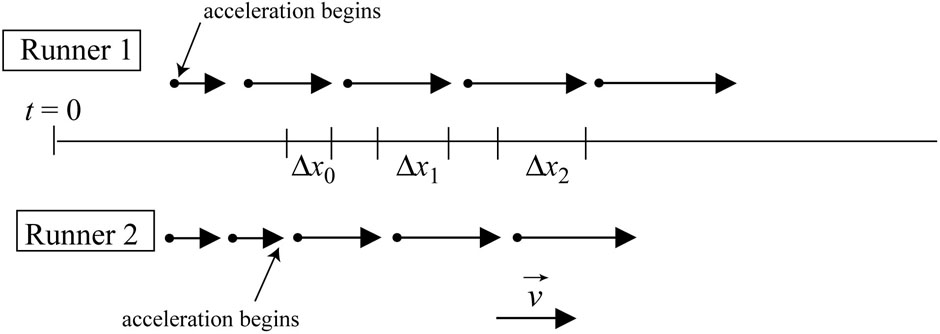 acceleration begins
Runner 1
t = 0
Δx₀
Δx₁
Δx₂
Runner 2
acceleration begins
v⃗